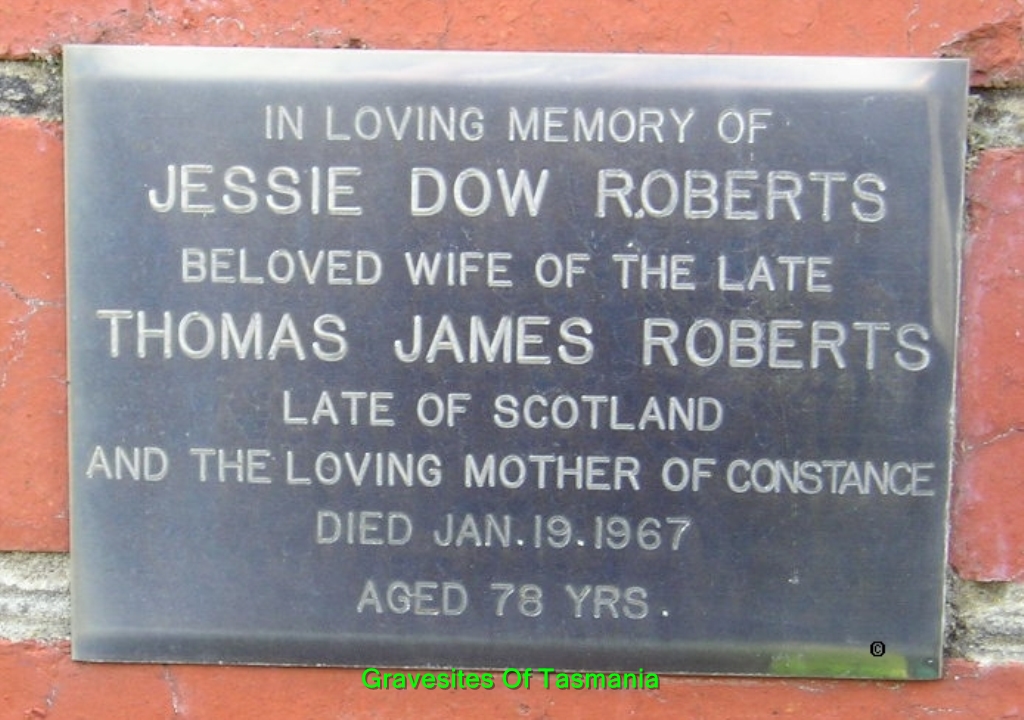 IN LOVING MEMORY OF
JESSIE DOW ROBERTS
BELOVED WIFE OF THE LATE
THOMAS JAMES ROBERTS
LATE OF SCOTLAND
AND THE LOVING MOTHER OF CONSTANCE
DIED JAN.19.1967
AGED 78 YRS.
©
Gravesites Of Tasmania